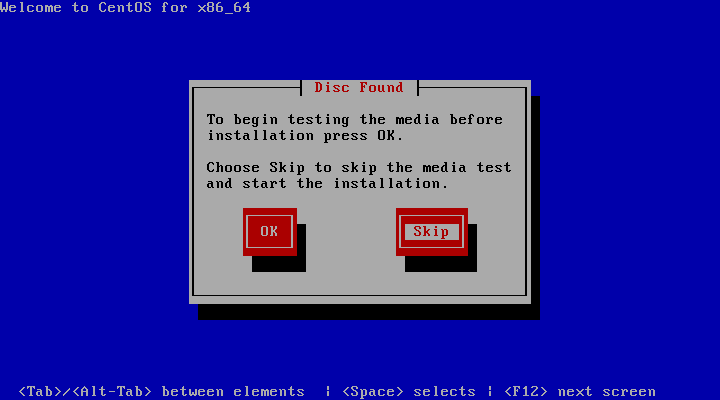 Welcome to CentOS for x86_64
Disc Found
To begin testing the media before
installation press OK.
Choose Skip to skip the media test
and start the installation.
OK Skip
<Tab>/<Alt-Tab> between elements | <Space> selects | <F12> next screen